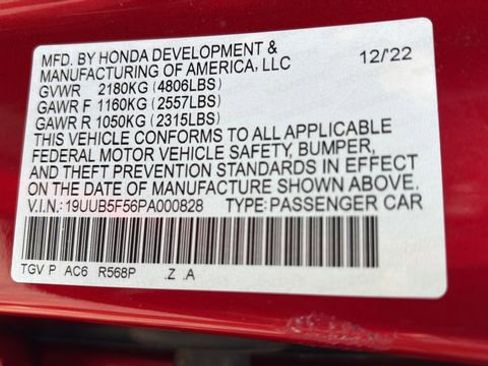 MFD. BY HONDA DEVELOPMENT & 12/'22
MANUFACTURING OF AMERICA, LLC
GVWR 2180KG (4806LBS)
GAWR F 1160KG (2557LBS)
GAWR R 1050KG (2315LBS)
THIS VEHICLE CONFORMS TO ALL APPLICABLE
FEDERAL MOTOR VEHICLE SAFETY, BUMPER,
AND THEFT PREVENTION STANDARDS IN EFFECT
ON THE DATE OF MANUFACTURE SHOWN ABOVE.
V.I.N.: 19UUB5F56PA000828 TYPE: PASSENGER CAR
TGV P AC6 R568P .Z .A